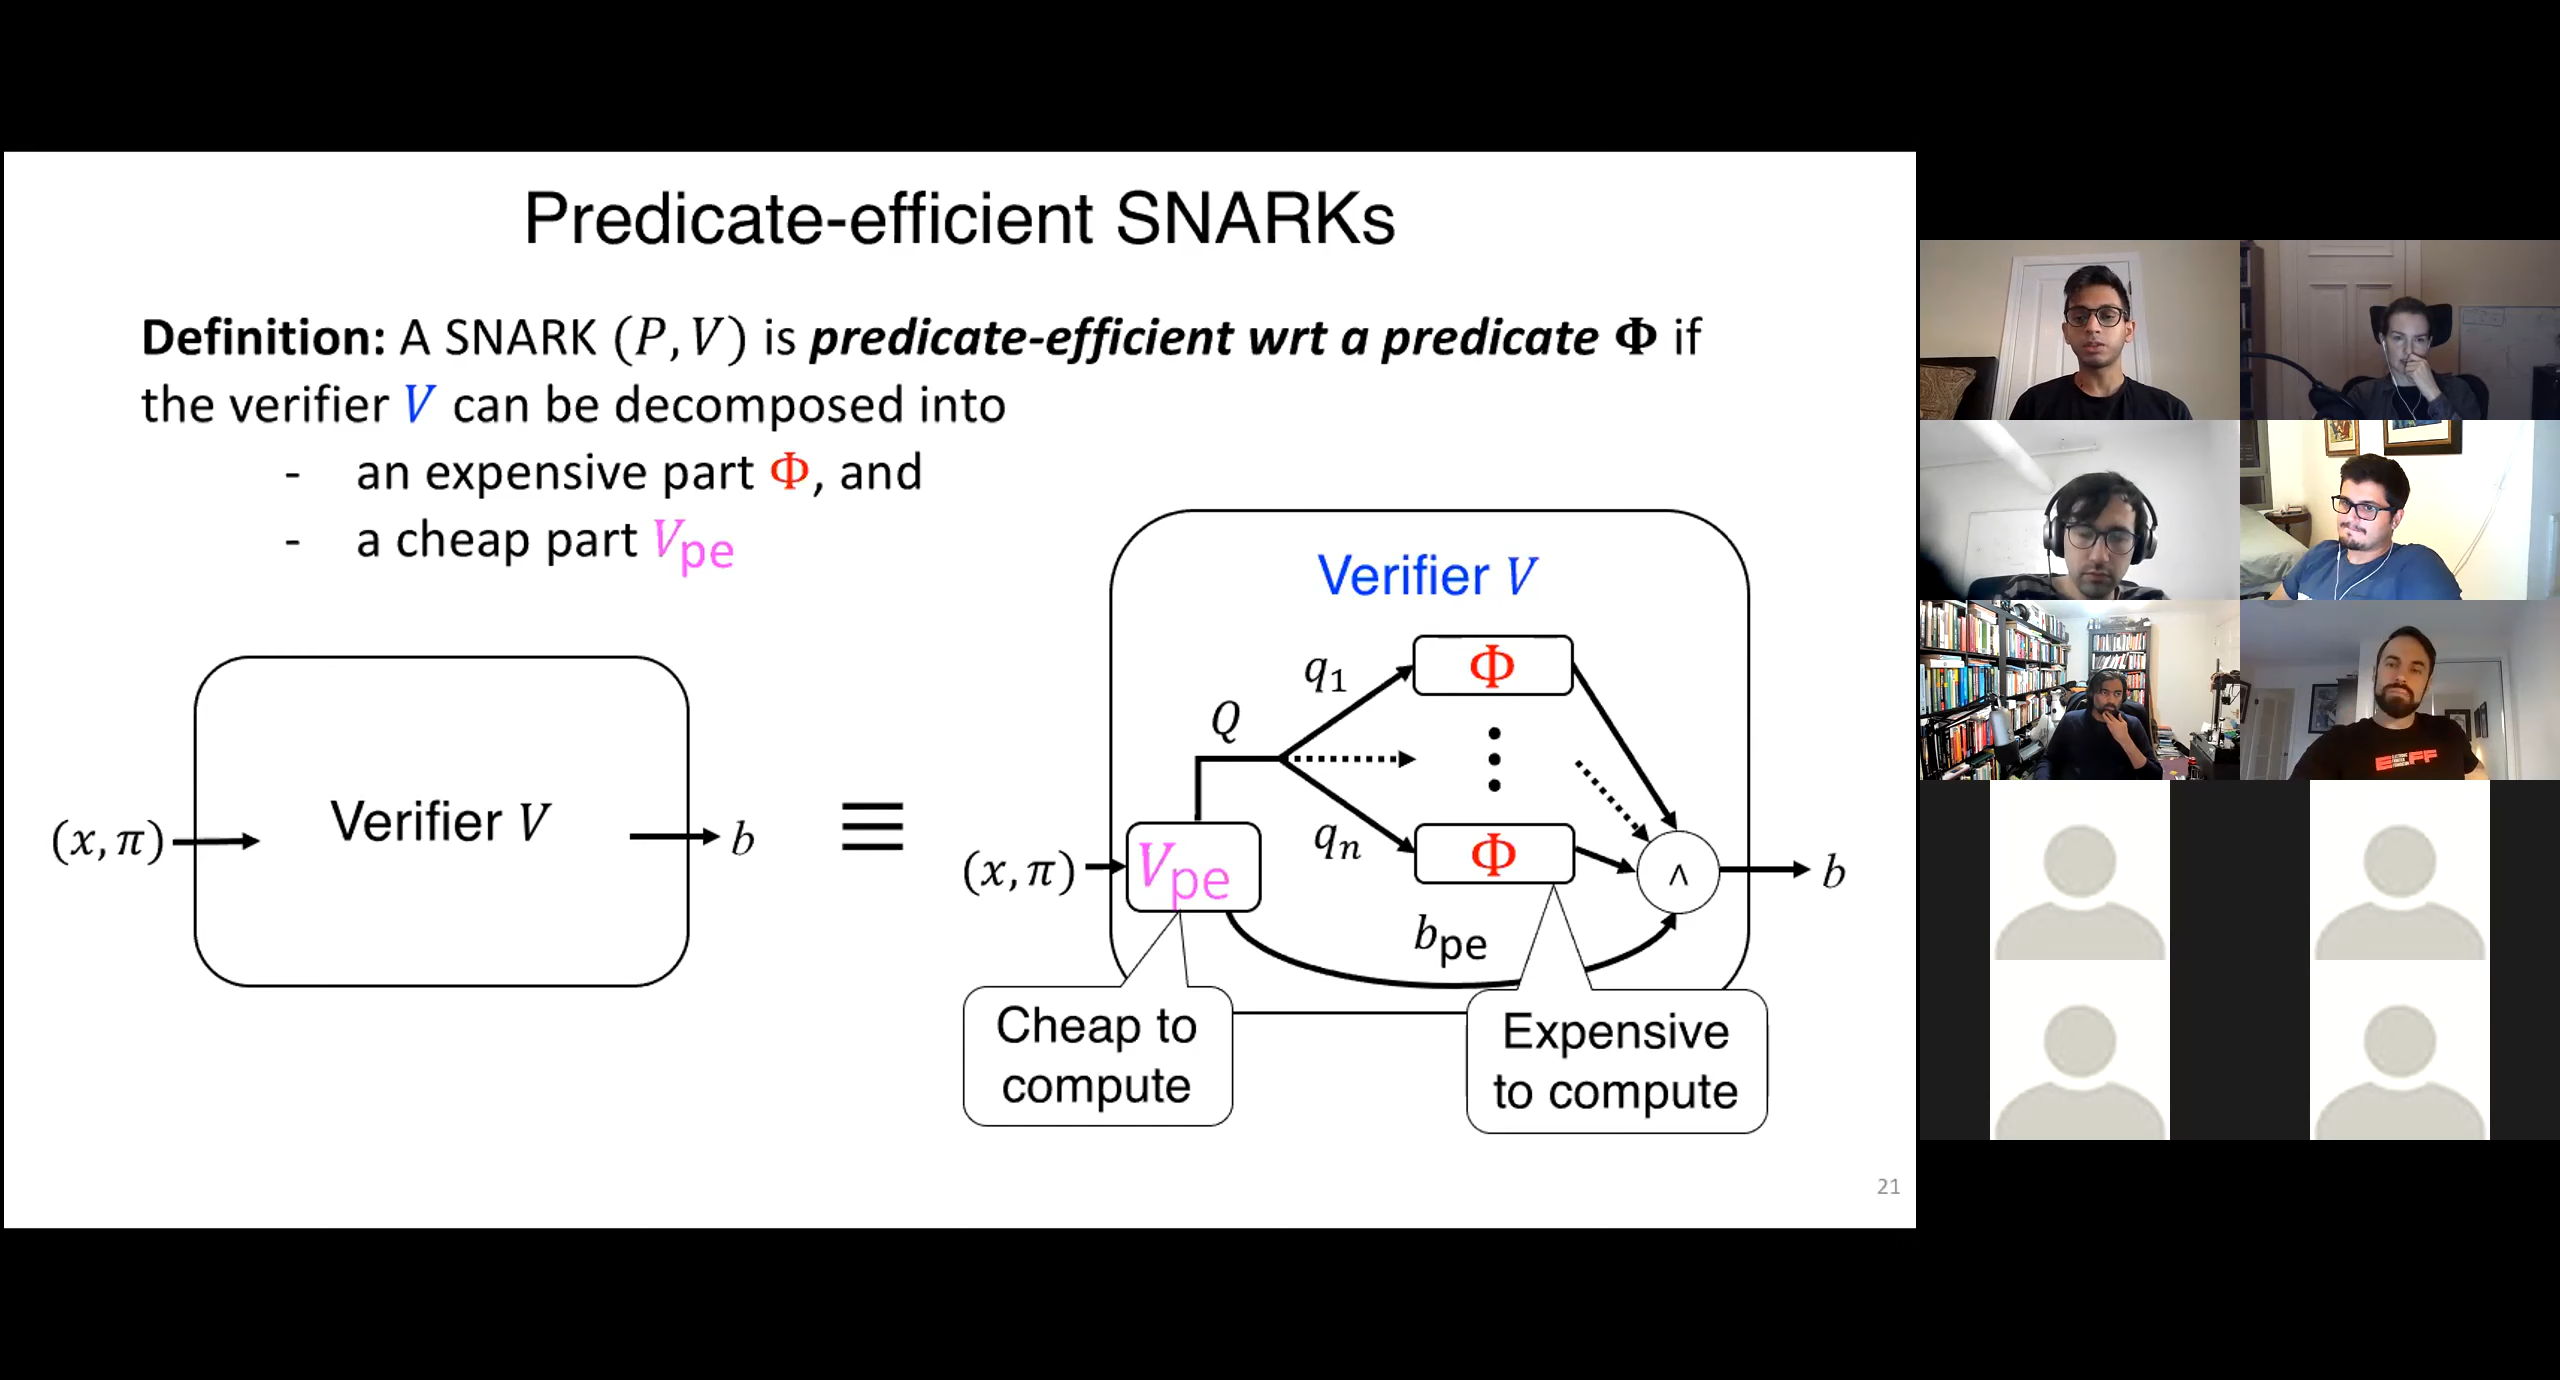 Predicate-efficient SNARKs
Definition: A SNARK (P, V) is predicate-efficient wrt a predicate Φ if
the verifier V can be decomposed into
- an expensive part Φ, and
- a cheap part Vpe
(x, π)
Verifier V
b
≡
Verifier V
(x, π)
Vpe
Q
q1
qn
Φ
Φ
bpe
∧
b
Cheap to
compute
Expensive
to compute
21
EFF